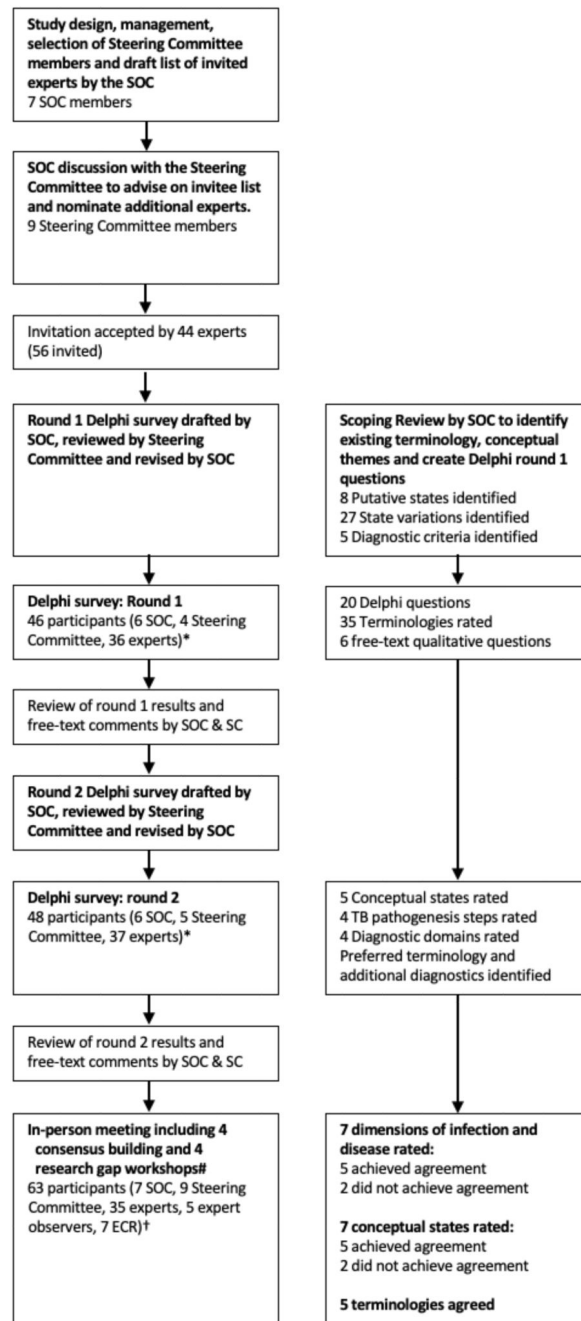 Study design, management,
selection of Steering Committee
members and draft list of invited
experts by the SOC
7 SOC members
SOC discussion with the Steering
Committee to advise on invitee list
and nominate additional experts.
9 Steering Committee members
Invitation accepted by 44 experts
(56 invited)
Round 1 Delphi survey drafted by
SOC, reviewed by Steering
Committee and revised by SOC
Scoping Review by SOC to identify
existing terminology, conceptual
themes and create Delphi round 1
questions
8 Putative states identified
27 State variations identified
5 Diagnostic criteria identified
Delphi survey: Round 1
46 participants (6 SOC, 4 Steering
Committee, 36 experts)*
20 Delphi questions
35 Terminologies rated
6 free-text qualitative questions
Review of round 1 results and
free-text comments by SOC & SC
Round 2 Delphi survey drafted by
SOC, reviewed by Steering
Committee and revised by SOC
Delphi survey: round 2
48 participants (6 SOC, 5 Steering
Committee, 37 experts)*
5 Conceptual states rated
4 TB pathogenesis steps rated
4 Diagnostic domains rated
Preferred terminology and
additional diagnostics identified
Review of round 2 results and
free-text comments by SOC & SC
In-person meeting including 4
consensus building and 4
research gap workshops#
63 participants (7 SOC, 9 Steering
Committee, 35 experts, 5 expert
observers, 7 ECR)†
7 dimensions of infection and
disease rated:
5 achieved agreement
2 did not achieve agreement
7 conceptual states rated:
5 achieved agreement
2 did not achieve agreement
5 terminologies agreed